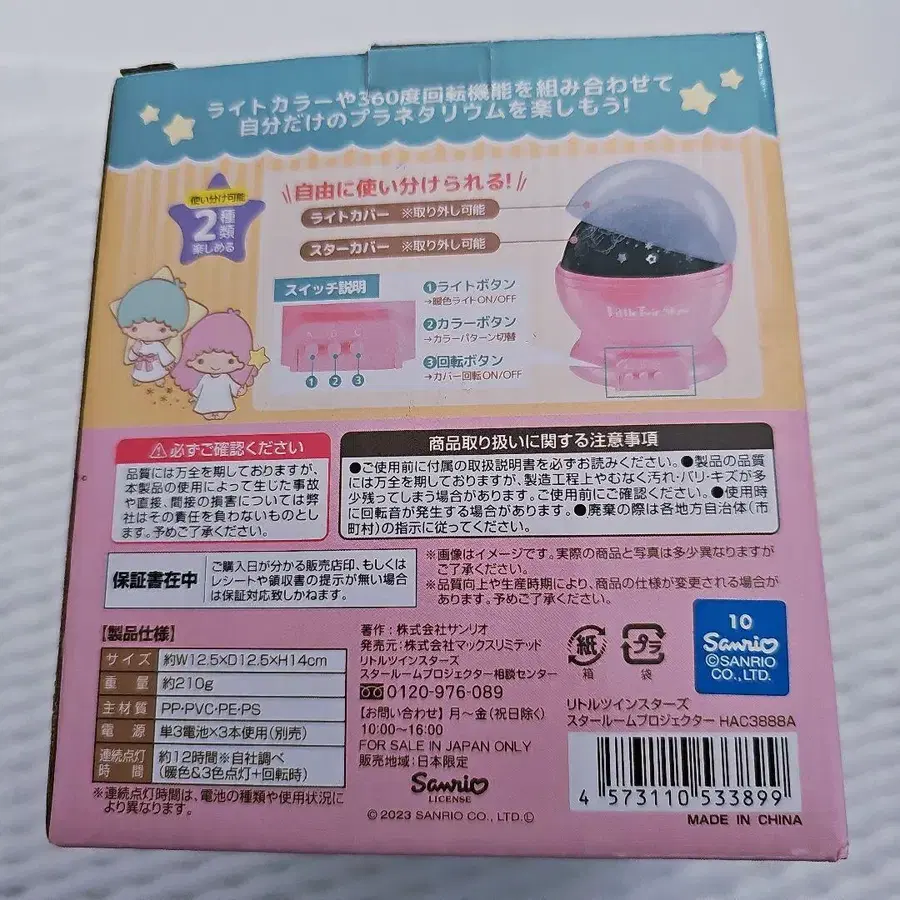 ライトカラーや360度回転機能を組み合わせて
自分だけのプラネタリウムを楽しもう!
使い分け可能
2種類
楽しめる
自由に使い分けられる!
ライトカバー ※取り外し可能
スターカバー ※取り外し可能
スイッチ説明
①ライトボタン
→暖色ライトON/OFF
②カラーボタン
→カラーパターン切替
③回転ボタン
→カバー回転ON/OFF
A B C
① ② ③
Little Twin Stars
必ずご確認ください
品質には万全を期しておりますが、
本製品の使用によって生じた事故
や直接、間接の損害については弊
社はその責任を負わないものとし
ます。予めご了承ください。
商品取り扱いに関する注意事項
●ご使用前に付属の取扱説明書を必ずお読みください。●製品の品質
には万全を期しておりますが、製造工程上やむなく汚れ・バリ・キズが多
少残ってしまう場合があります。ご使用前にご確認ください。●使用時
に回転音が発生する場合があります。●廃棄の際は各地方自治体(市
町村)の指示に従ってください。
保証書在中
ご購入日が分かる販売店印、もしくは
レシートや領収書の提示が無い場合
は保証対応致しかねます。
※画像はイメージです。実際の商品と写真は多少異なりますが
ご了承ください。
※品質向上や生産時期により、商品の仕様が変更される場合が
あります。予めご了承ください。
【製品仕様】
サイズ 約W12.5×D12.5×H14cm
重量 約210g
主材質 PP・PVC・PE・PS
電源 単3電池×3本使用(別売)
連続点灯時間 約12時間※自社調べ
(暖色&3色点灯+回転時)
※連続点灯時間は、電池の種類や使用状況に
より異なります。
著作:株式会社サンリオ
発売元:株式会社マックスリミテッド
リトルツインスターズ
スタールームプロジェクター相談センター
0120-976-089
【お問い合わせ】月~金(祝日除く)
10:00~16:00
FOR SALE IN JAPAN ONLY
販売地域:日本限定
Sanrio
LICENSE
© 2023 SANRIO CO., LTD.Ⓛ
紙
箱
プラ
袋
10
Sanrio
©SANRIO
CO., LTD.
リトルツインスターズ
スタールームプロジェクター HAC3888A
4 573110 533899
MADE IN CHINA